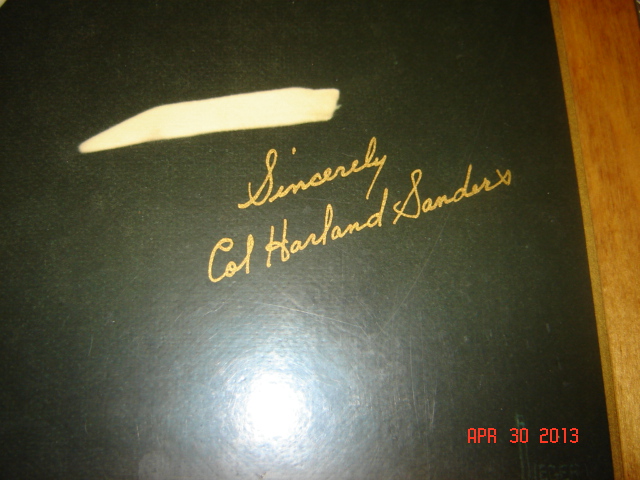 Sincerely
Col Harland Sanders
APR 30 2013